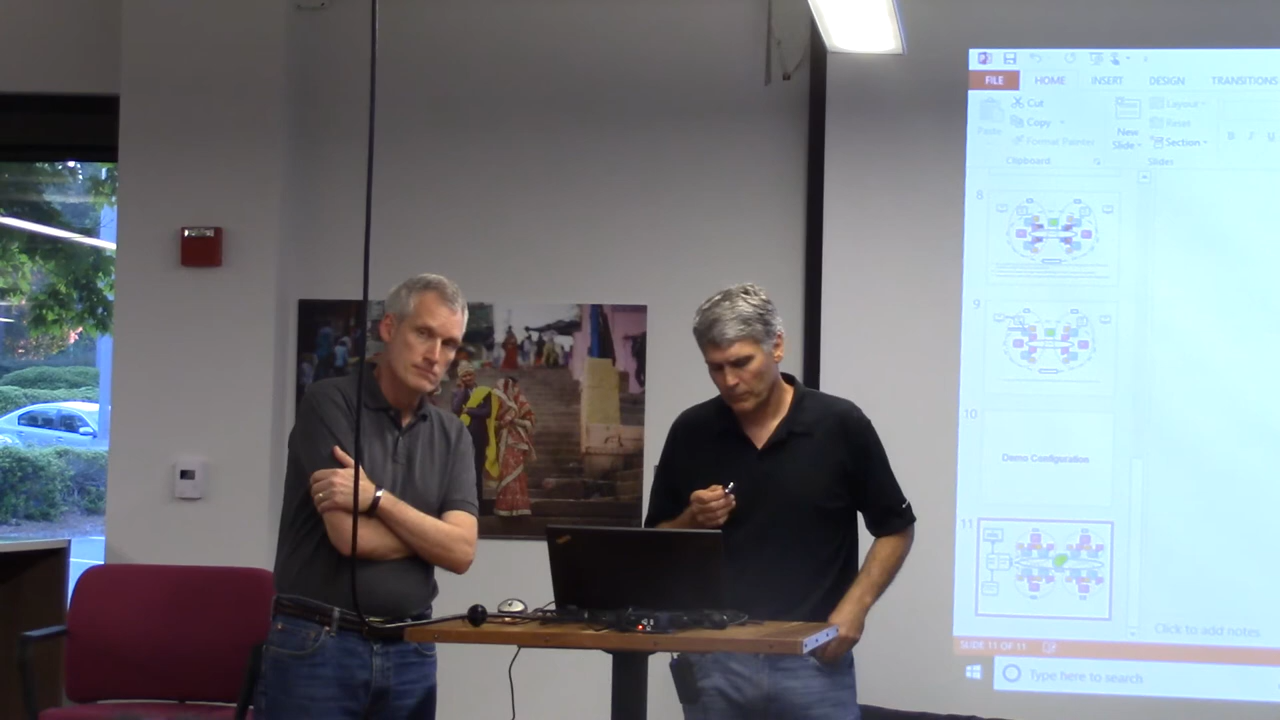 FILE HOME INSERT DESIGN TRANSITIONS
Cut
Copy
Format Painter
Paste
Clipboard
New
Slide
Layout
Reset
Section
Slides
B I U
8
9
10
Demo Configuration
11
Click to add notes
SLIDE 11 OF 11
Type here to search